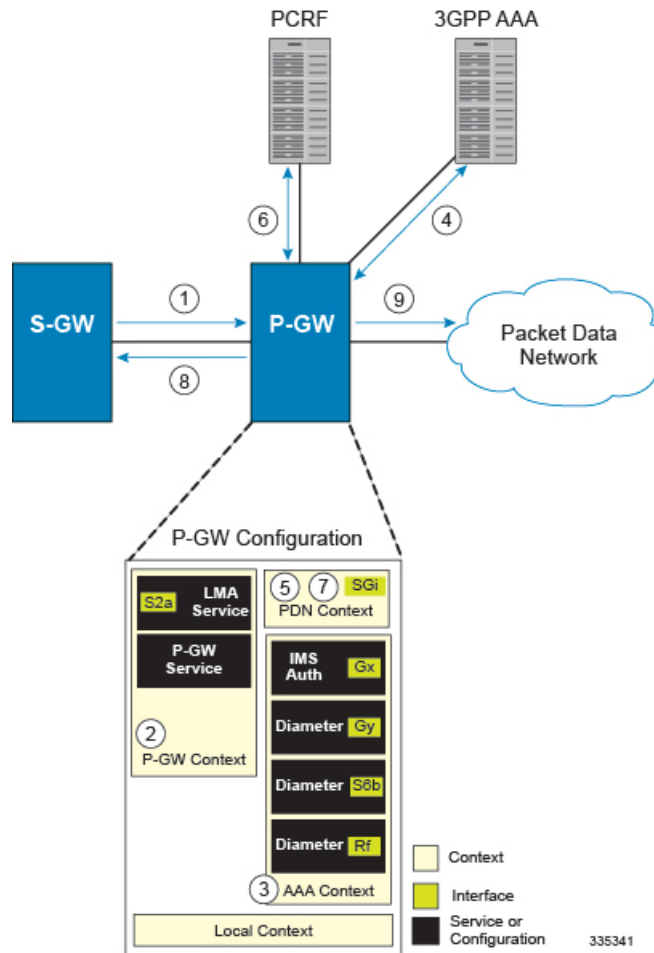 PCRF
3GPP AAA
6
4
S-GW
1
P-GW
9
Packet Data
Network
8
P-GW Configuration
S2a
LMA
Service
P-GW
Service
2
P-GW Context
5
7
SGi
PDN Context
IMS
Auth
Gx
Diameter
Gy
Diameter
S6b
Diameter
Rf
3
AAA Context
Local Context
Context
Interface
Service or
Configuration
335341